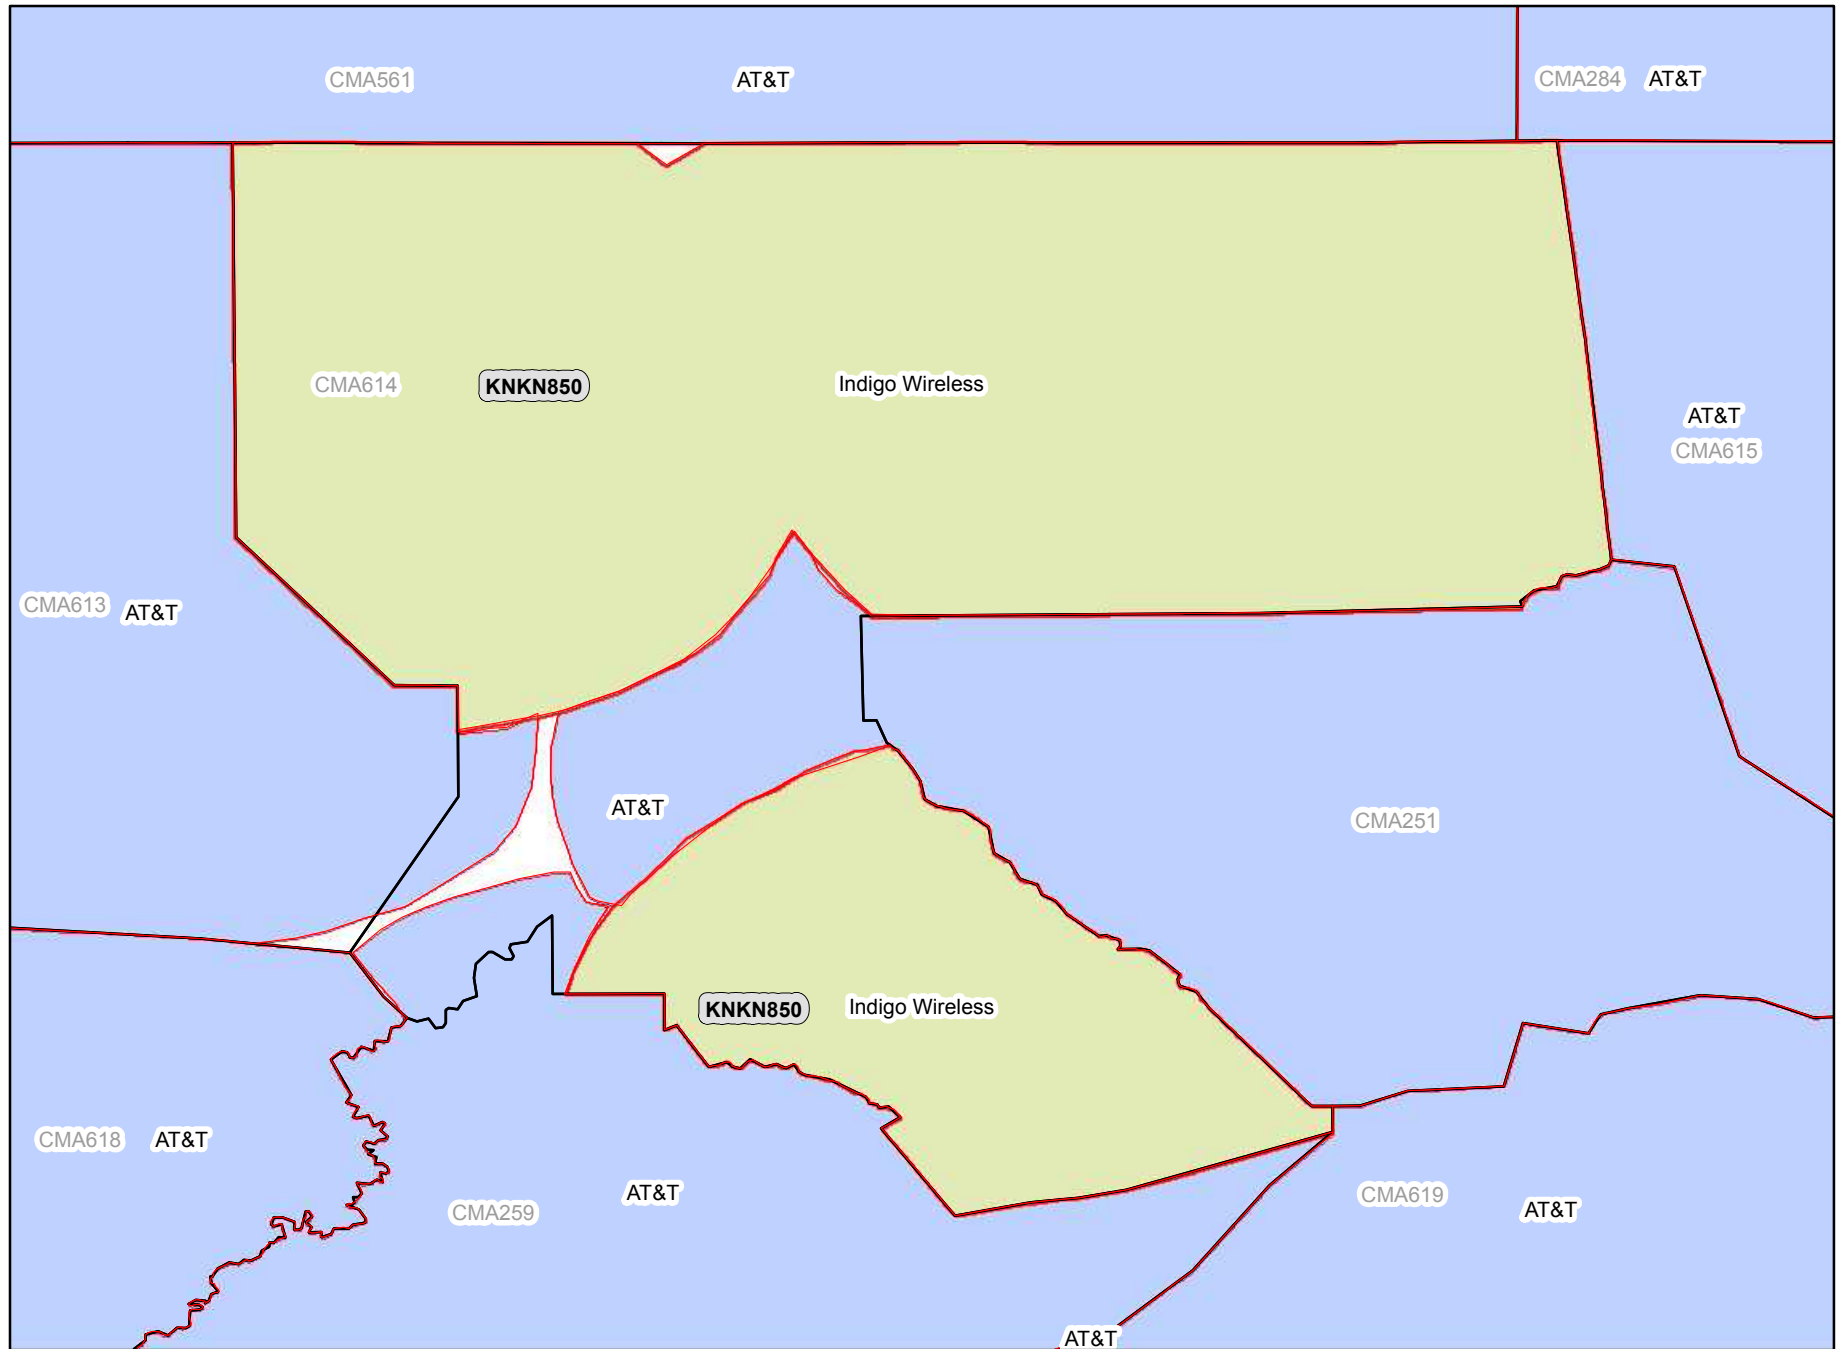 CMA561 AT&T CMA284 AT&T
CMA614 KNKN850 Indigo Wireless
AT&T
CMA615
CMA613 AT&T
AT&T
CMA251
KNKN850 Indigo Wireless
CMA618 AT&T
CMA259 AT&T
CMA619 AT&T
AT&T